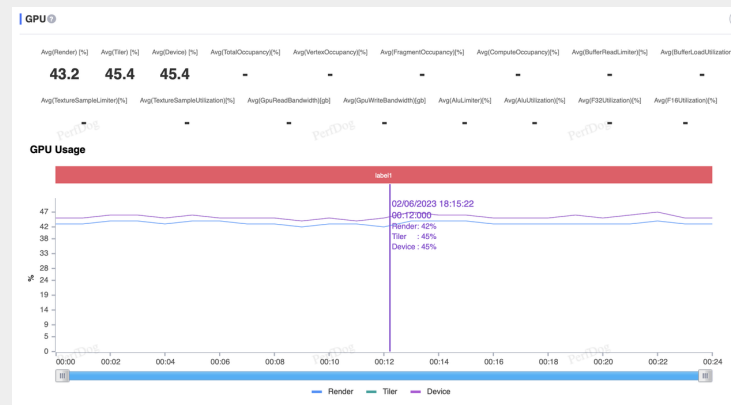 GPU
Avg(Render) [%] Avg(Tiler) [%] Avg(Device) [%] Avg(TotalOccupancy)[%] Avg(VertexOccupancy)[%] Avg(FragmentOccupancy)[%] Avg(ComputeOccupancy)[%] Avg(BufferReadLimiter)[%] Avg(BufferLoadUtilization
43.2 45.4 45.4 - - - - - -
Avg(TextureSampleLimiter)[%] Avg(TextureSampleUtilization)[%] Avg(GpuReadBandwidth)[gb] Avg(GpuWriteBandwidth)[gb] Avg(AluLimiter)[%] Avg(AluUtilization)[%] Avg(F32Utilization)[%] Avg(F16Utilization)[%]
- - - - - - - -
PerfDog PerfDog PerfDog
GPU Usage
label1
02/06/2023 18:15:22
00:12:000
Render: 42%
Tiler : 45%
Device : 45%
47
42
38
33
28
24
19
14
9
5
0
%
PerfDog PerfDog PerfDog
00:00 00:02 00:04 00:06 00:08 00:10 00:12 00:14 00:16 00:18 00:20 00:22 00:24
Render Tiler Device